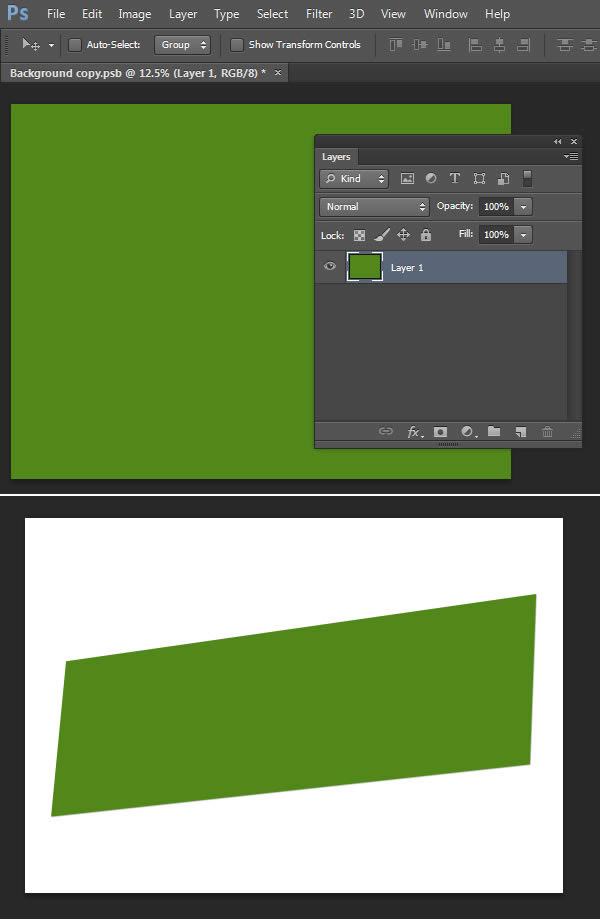 Ps File Edit Image Layer Type Select Filter 3D View Window Help
Auto-Select: Group Show Transform Controls
Background copy.psb @ 12.5% (Layer 1, RGB/8) * ×
Layers
Kind T
Normal Opacity: 100%
Lock: Fill: 100%
Layer 1
fx